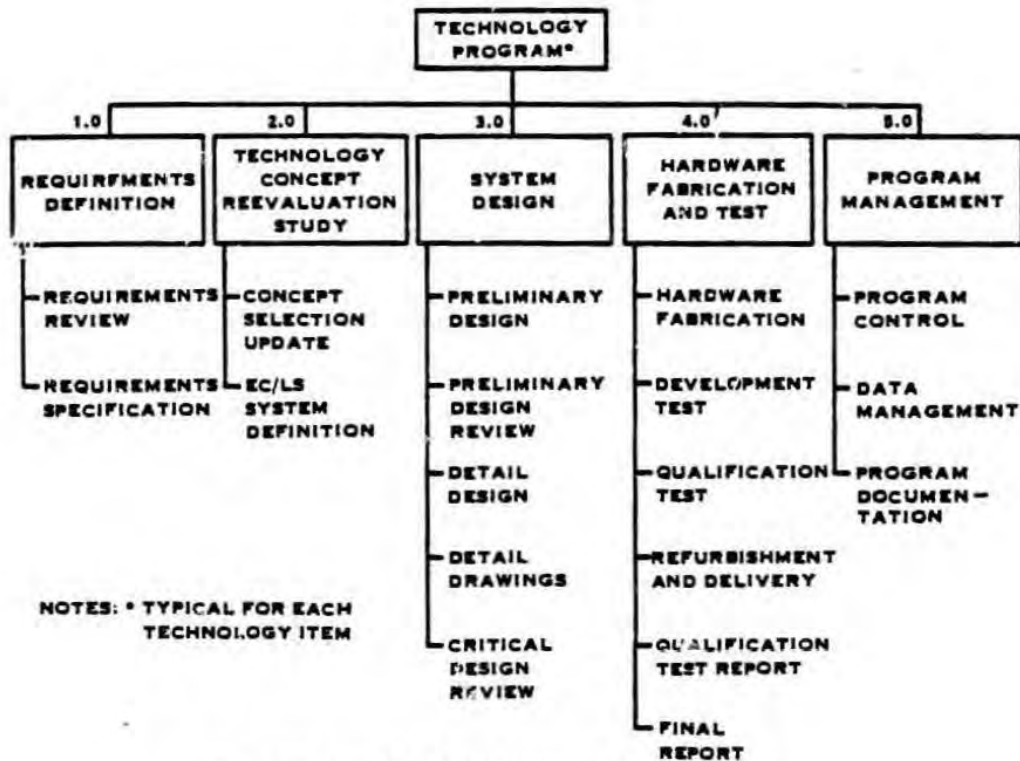 TECHNOLOGY
PROGRAM*
1.0
2.0
3.0
4.0
5.0
REQUIREMENTS
DEFINITION
TECHNOLOGY
CONCEPT
REEVALUATION
STUDY
SYSTEM
DESIGN
HARDWARE
FABRICATION
AND TEST
PROGRAM
MANAGEMENT
REQUIREMENTS
REVIEW
REQUIREMENTS
SPECIFICATION
CONCEPT
SELECTION
UPDATE
EC/LS
SYSTEM
DEFINITION
PRELIMINARY
DESIGN
PRELIMINARY
DESIGN
REVIEW
DETAIL
DESIGN
DETAIL
DRAWINGS
CRITICAL
DESIGN
REVIEW
HARDWARE
FABRICATION
DEVELOPMENT
TEST
QUALIFICATION
TEST
REFURBISHMENT
AND DELIVERY
QUALIFICATION
TEST REPORT
FINAL
REPORT
PROGRAM
CONTROL
DATA
MANAGEMENT
PROGRAM
DOCUMEN-
TATION
NOTES: * TYPICAL FOR EACH
TECHNOLOGY ITEM